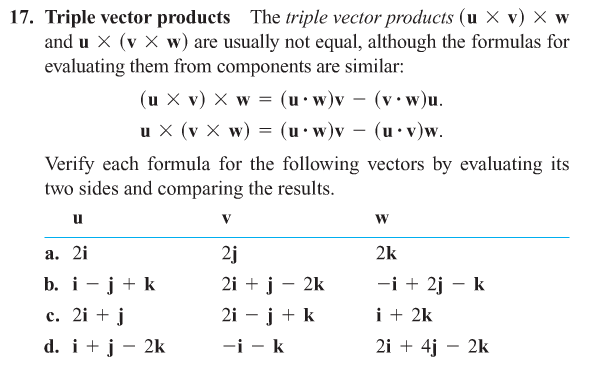 17. Triple vector products The triple vector products (u × v) × w
and u × (v × w) are usually not equal, although the formulas for
evaluating them from components are similar:
(u × v) × w = (u · w)v − (v · w)u.
u × (v × w) = (u · w)v − (u · v)w.
Verify each formula for the following vectors by evaluating its
two sides and comparing the results.
u v w
a. 2i 2j 2k
b. i − j + k 2i + j − 2k −i + 2j − k
c. 2i + j 2i − j + k i + 2k
d. i + j − 2k −i − k 2i + 4j − 2k